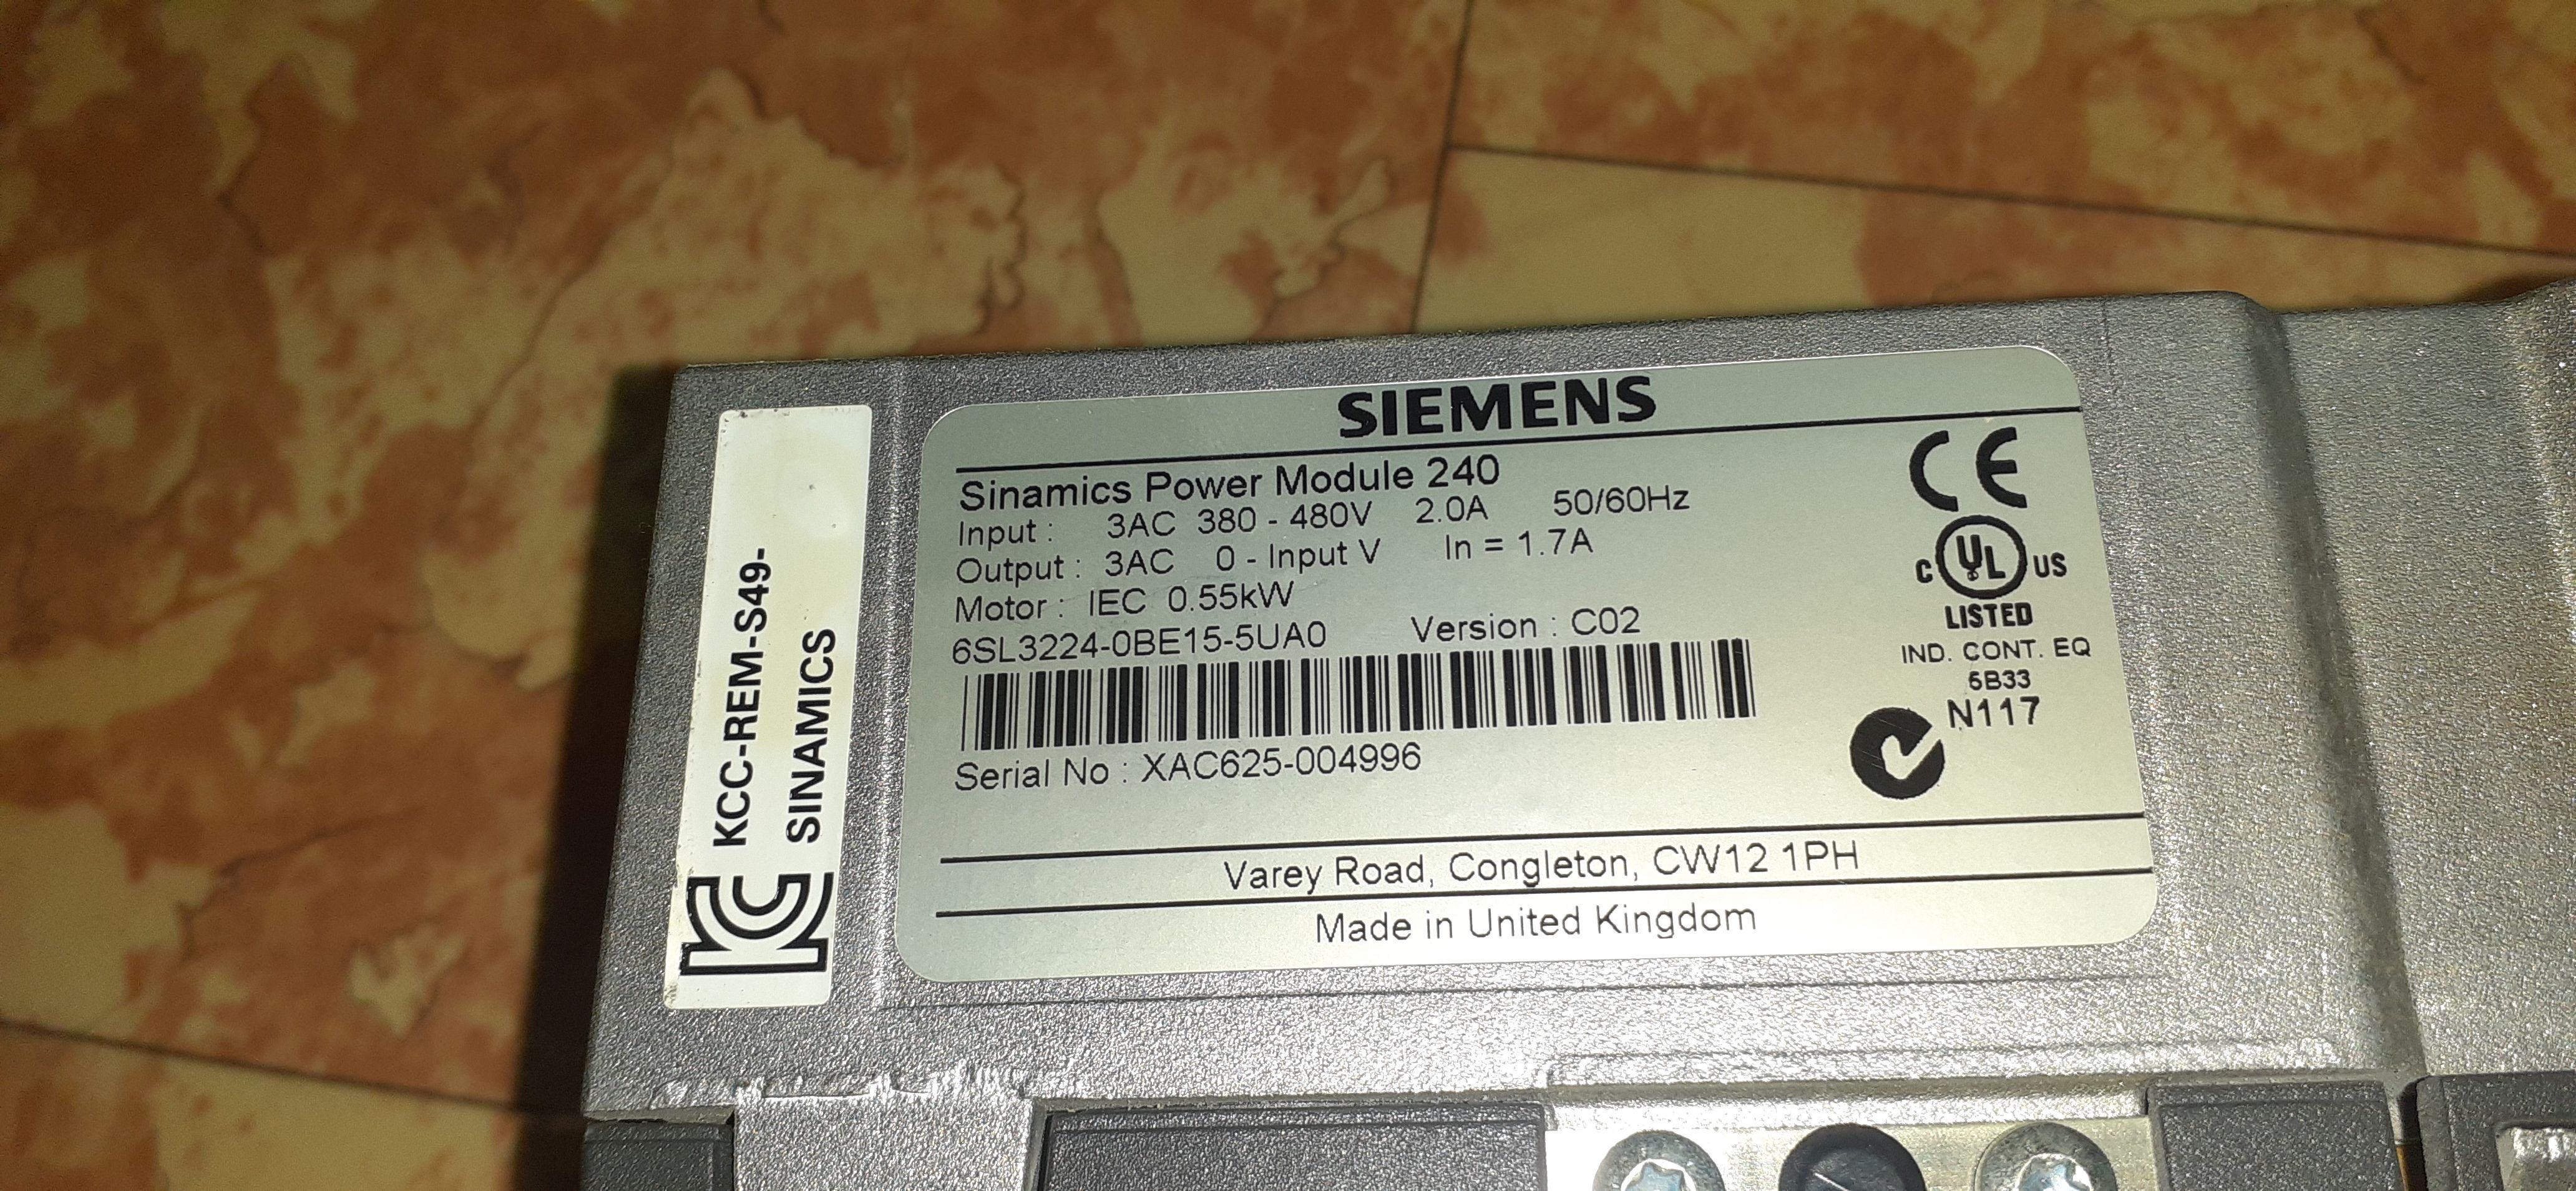 SIEMENS
Sinamics Power Module 240
Input : 3AC 380 - 480V 2.0A 50/60Hz
Output : 3AC 0 - Input V In = 1.7A
Motor : IEC 0.55kW
6SL3224-0BE15-5UA0 Version : C02
Serial No : XAC625-004996
CE
C UL US
LISTED
IND. CONT. EQ
5B33
N117
Varey Road, Congleton, CW12 1PH
Made in United Kingdom
KCC-REM-S49-
SINAMICS